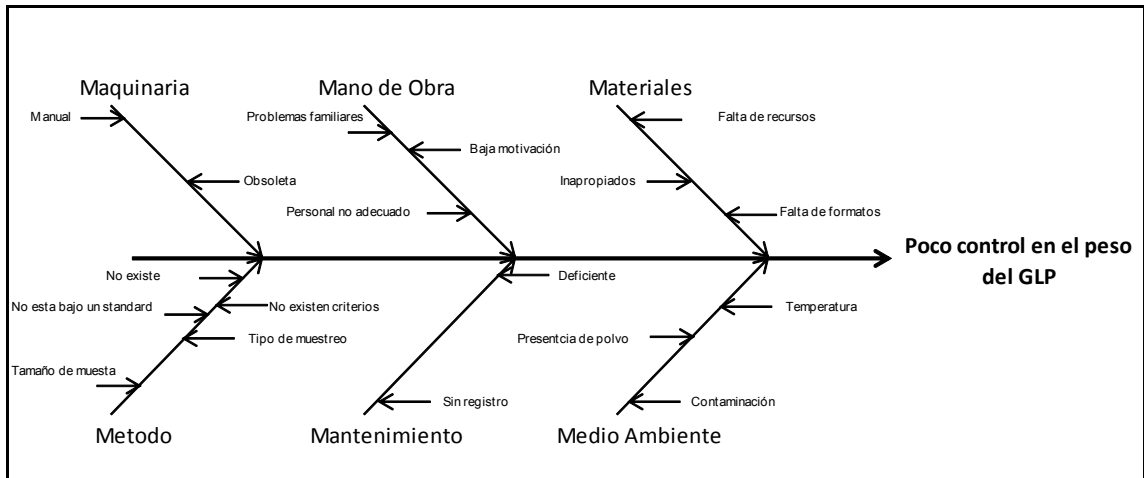 Maquinaria
Mano de Obra
Materiales
Manual
Problemas familiares
Falta de recursos
Baja motivación
Obsoleta
Inapropiados
Personal no adecuado
Falta de formatos
Poco control en el peso
del GLP
No existe
Deficiente
No esta bajo un standard
No existen criterios
Temperatura
Tipo de muestreo
Presentcia de polvo
Tamaño de muesta
Sin registro
Contaminación
Metodo
Mantenimiento
Medio Ambiente